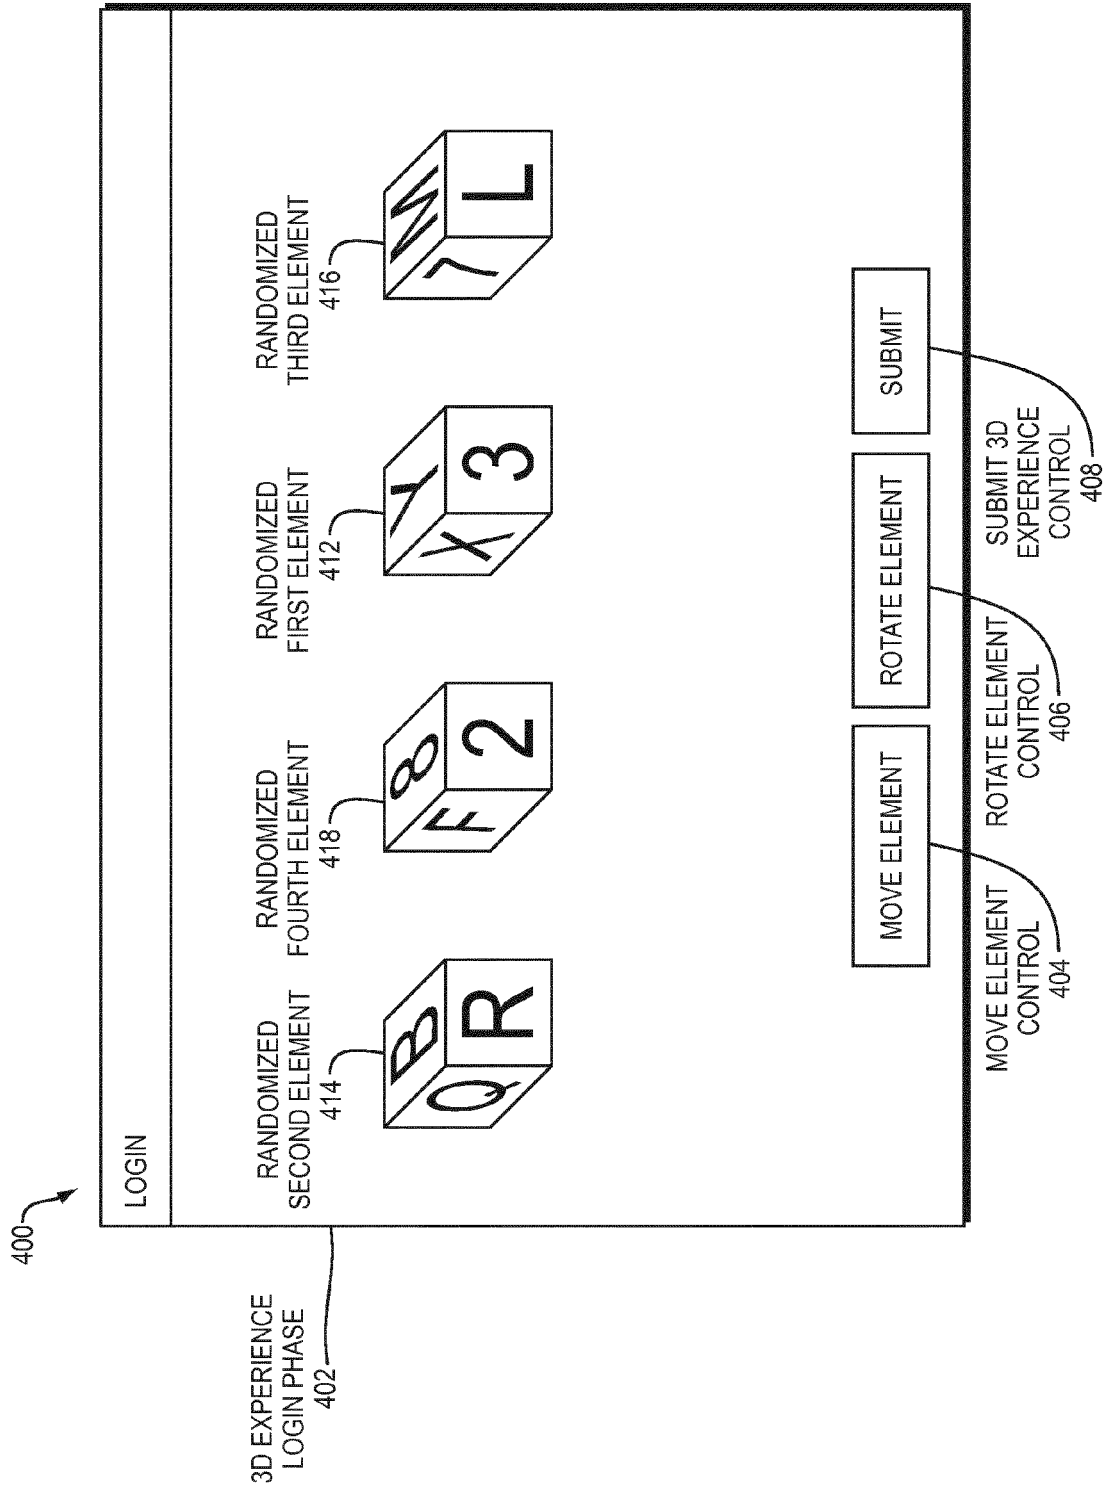 400
LOGIN
3D EXPERIENCE
LOGIN PHASE
402
RANDOMIZED
SECOND ELEMENT
414
B
Q
R
RANDOMIZED
FOURTH ELEMENT
418
8
F
2
RANDOMIZED
FIRST ELEMENT
412
Y
X
3
RANDOMIZED
THIRD ELEMENT
416
M
7
L
MOVE ELEMENT
ROTATE ELEMENT
SUBMIT
MOVE ELEMENT
CONTROL
404
ROTATE ELEMENT
CONTROL
406
SUBMIT 3D
EXPERIENCE
CONTROL
408